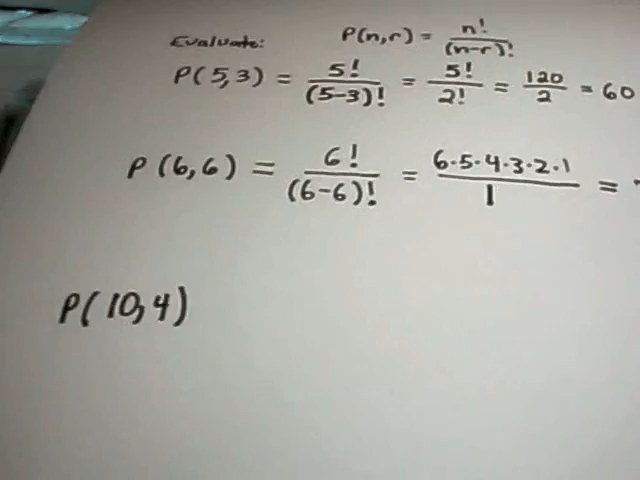 Evaluate: P(n,r) = n!/(n-r)!
P(5,3) = 5!/(5-3)! = 5!/2! = 120/2 = 60
P(6,6) = 6!/(6-6)! = 6·5·4·3·2·1/1 =
P(10,4)